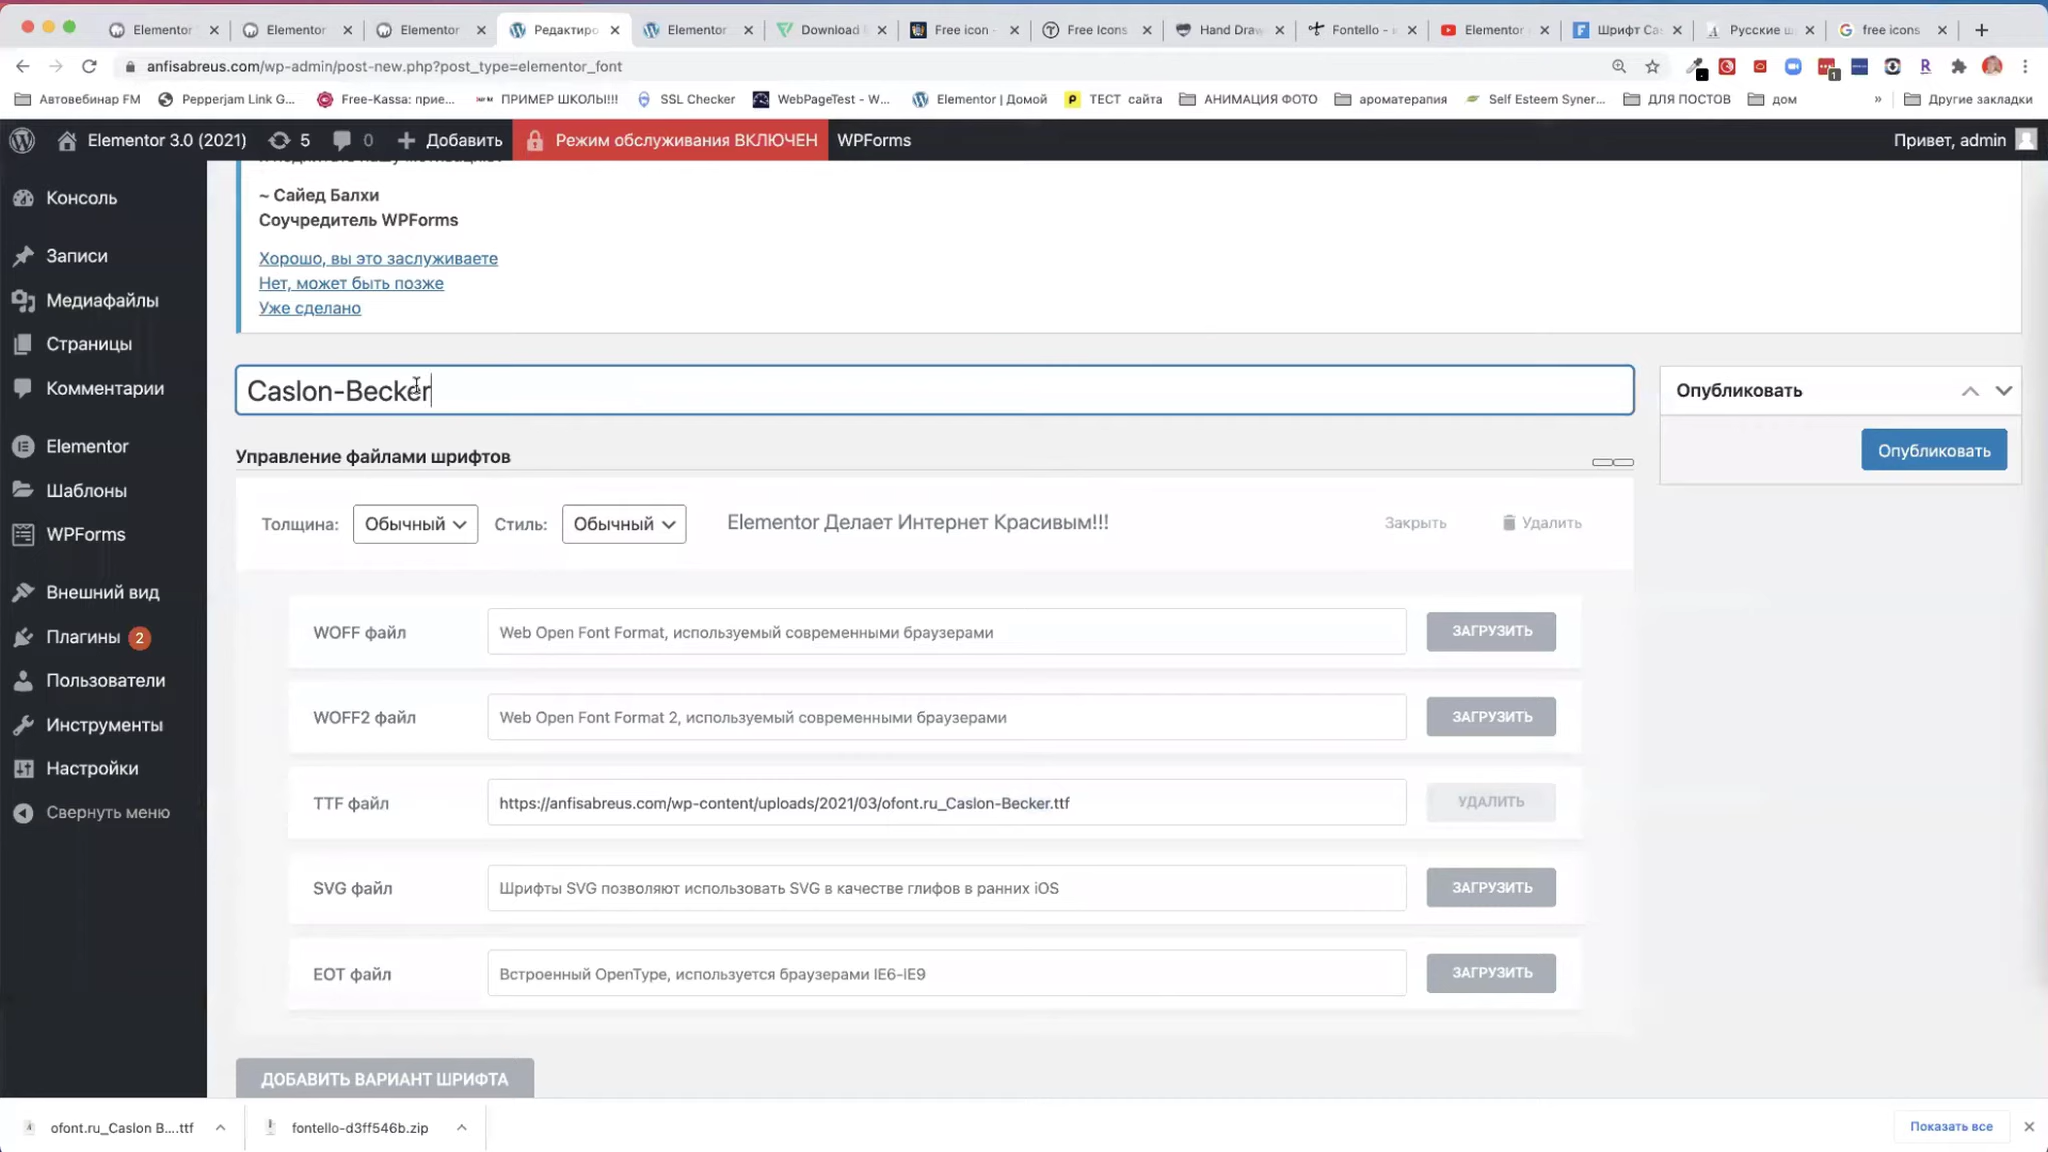 Elementor
Elementor
Elementor
Редактиро
Elementor
Download
Free icon -
Free Icons
Hand Draw
Fontello - 
Elementor
Шрифт Ca
Русские ш
free icons
anfisabreus.com/wp-admin/post-new.php?post_type=elementor_font
1
Автовебинар FM
Pepperjam Link G...
Free-Kassa: прие...
ПРИМЕР ШКОЛЫ!!!
SSL Checker
WebPageTest - W...
Elementor | Домой
ТЕСТ сайта
АНИМАЦИЯ ФОТО
ароматерапия
Self Esteem Syner...
ДЛЯ ПОСТОВ
дом
»
Другие закладки
Elementor 3.0 (2021)
5
0
Добавить
Режим обслуживания ВКЛЮЧЕН
WPForms
Привет, admin
~ Сайед Балхи
Соучредитель WPForms
Хорошо, вы это заслуживаете
Нет, может быть позже
Уже сделано
Консоль
Записи
Медиафайлы
Страницы
Комментарии
Elementor
Шаблоны
WPForms
Внешний вид
Плагины 2
Пользователи
Инструменты
Настройки
Свернуть меню
Caslon-Becker
Опубликовать
Опубликовать
Управление файлами шрифтов
Толщина: Обычный Стиль: Обычный Elementor Делает Интернет Красивым!!! Закрыть Удалить
WOFF файл Web Open Font Format, используемый современными браузерами ЗАГРУЗИТЬ
WOFF2 файл Web Open Font Format 2, используемый современными браузерами ЗАГРУЗИТЬ
TTF файл https://anfisabreus.com/wp-content/uploads/2021/03/ofont.ru_Caslon-Becker.ttf УДАЛИТЬ
SVG файл Шрифты SVG позволяют использовать SVG в качестве глифов в ранних iOS ЗАГРУЗИТЬ
EOT файл Встроенный OpenType, используется браузерами IE6-IE9 ЗАГРУЗИТЬ
ДОБАВИТЬ ВАРИАНТ ШРИФТА
ofont.ru_Caslon B....ttf
fontello-d3ff546b.zip
Показать все